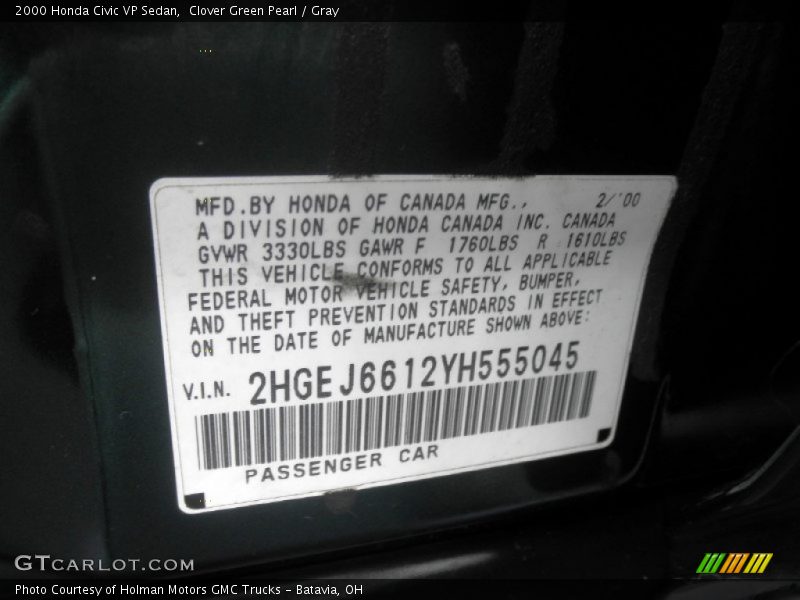 2000 Honda Civic VP Sedan,  Clover Green Pearl / Gray
MFD.BY HONDA OF CANADA MFG., 2/'00
A DIVISION OF HONDA CANADA INC. CANADA
GVWR 3330LBS GAWR F 1760LBS R 1610LBS
THIS VEHICLE CONFORMS TO ALL APPLICABLE
FEDERAL MOTOR VEHICLE SAFETY, BUMPER,
AND THEFT PREVENTION STANDARDS IN EFFECT
ON THE DATE OF MANUFACTURE SHOWN ABOVE:
V.I.N. 2HGEJ6612YH555045
PASSENGER CAR
GTCARLOT.COM
Photo Courtesy of Holman Motors GMC Trucks - Batavia, OH